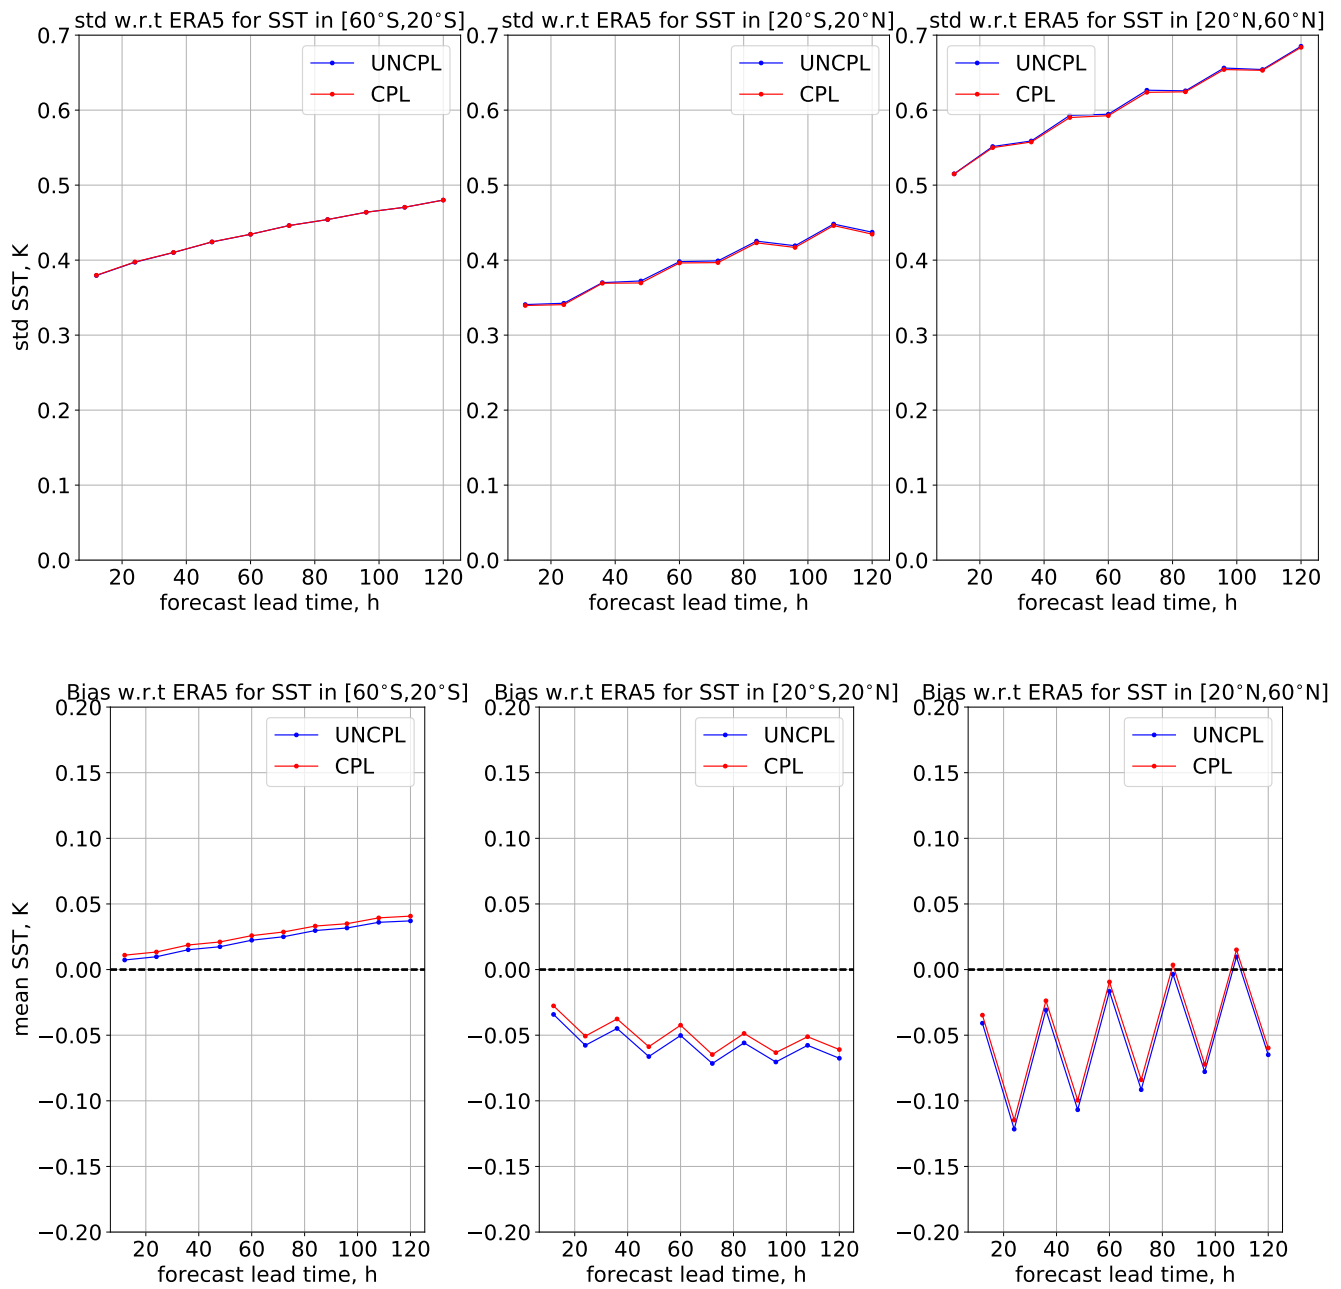 std w.r.t ERA5 for SST in [60°S,20°S]
std w.r.t ERA5 for SST in [20°S,20°N]
std w.r.t ERA5 for SST in [20°N,60°N]
std SST, K
0.7
0.6
0.5
0.4
0.3
0.2
0.1
0.0
UNCPL
CPL
20 40 60 80 100 120
forecast lead time, h
0.7
0.6
0.5
0.4
0.3
0.2
0.1
0.0
UNCPL
CPL
20 40 60 80 100 120
forecast lead time, h
0.7
0.6
0.5
0.4
0.3
0.2
0.1
0.0
UNCPL
CPL
20 40 60 80 100 120
forecast lead time, h
Bias w.r.t ERA5 for SST in [60°S,20°S]
Bias w.r.t ERA5 for SST in [20°S,20°N]
Bias w.r.t ERA5 for SST in [20°N,60°N]
mean SST, K
0.20
0.15
0.10
0.05
0.00
−0.05
−0.10
−0.15
−0.20
UNCPL
CPL
20 40 60 80 100 120
forecast lead time, h
0.20
0.15
0.10
0.05
0.00
−0.05
−0.10
−0.15
−0.20
UNCPL
CPL
20 40 60 80 100 120
forecast lead time, h
0.20
0.15
0.10
0.05
0.00
−0.05
−0.10
−0.15
−0.20
UNCPL
CPL
20 40 60 80 100 120
forecast lead time, h